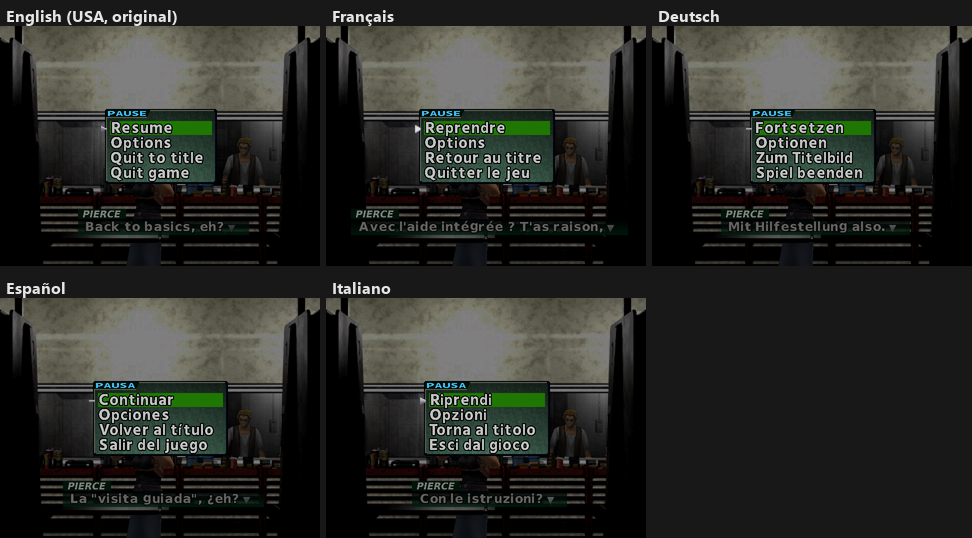 English (USA, original)
PAUSE
Resume
Options
Quit to title
Quit game
PIERCE
Back to basics, eh?
Français
PAUSE
Reprendre
Options
Retour au titre
Quitter le jeu
PIERCE
Avec l'aide intégrée ? T'as raison,
Deutsch
PAUSE
Fortsetzen
Optionen
Zum Titelbild
Spiel beenden
PIERCE
Mit Hilfestellung also.
Español
PAUSA
Continuar
Opciones
Volver al título
Salir del juego
PIERCE
La "visita guiada", ¿eh?
Italiano
PAUSA
Riprendi
Opzioni
Torna al titolo
Esci dal gioco
PIERCE
Con le istruzioni?